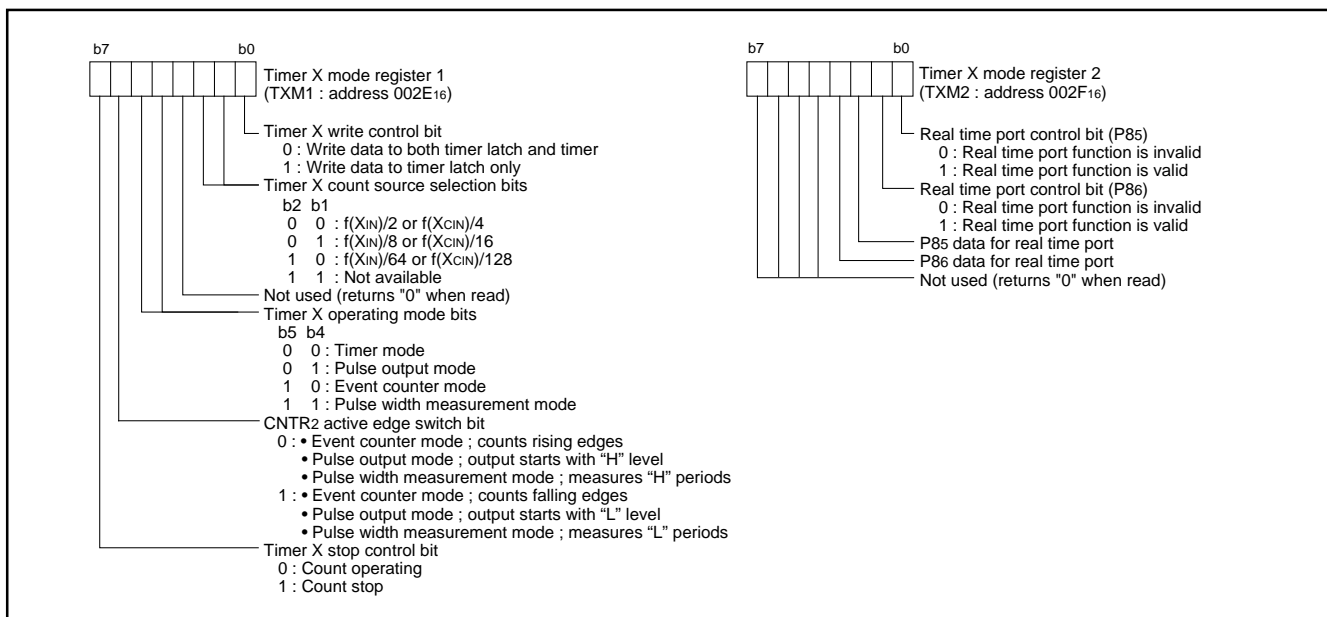 b7 b0
Timer X mode register 1
(TXM1 : address 002E16)
Timer X write control bit
0 : Write data to both timer latch and timer
1 : Write data to timer latch only
Timer X count source selection bits
b2 b1
0 0 : f(XIN)/2 or f(XCIN)/4
0 1 : f(XIN)/8 or f(XCIN)/16
1 0 : f(XIN)/64 or f(XCIN)/128
1 1 : Not available
Not used (returns "0" when read)
Timer X operating mode bits
b5 b4
0 0 : Timer mode
0 1 : Pulse output mode
1 0 : Event counter mode
1 1 : Pulse width measurement mode
CNTR2 active edge switch bit
0 : • Event counter mode ; counts rising edges
• Pulse output mode ; output starts with “H” level
• Pulse width measurement mode ; measures “H” periods
1 : • Event counter mode ; counts falling edges
• Pulse output mode ; output starts with “L” level
• Pulse width measurement mode ; measures “L” periods
Timer X stop control bit
0 : Count operating
1 : Count stop
b7 b0
Timer X mode register 2
(TXM2 : address 002F16)
Real time port control bit (P85)
0 : Real time port function is invalid
1 : Real time port function is valid
Real time port control bit (P86)
0 : Real time port function is invalid
1 : Real time port function is valid
P85 data for real time port
P86 data for real time port
Not used (returns "0" when read)